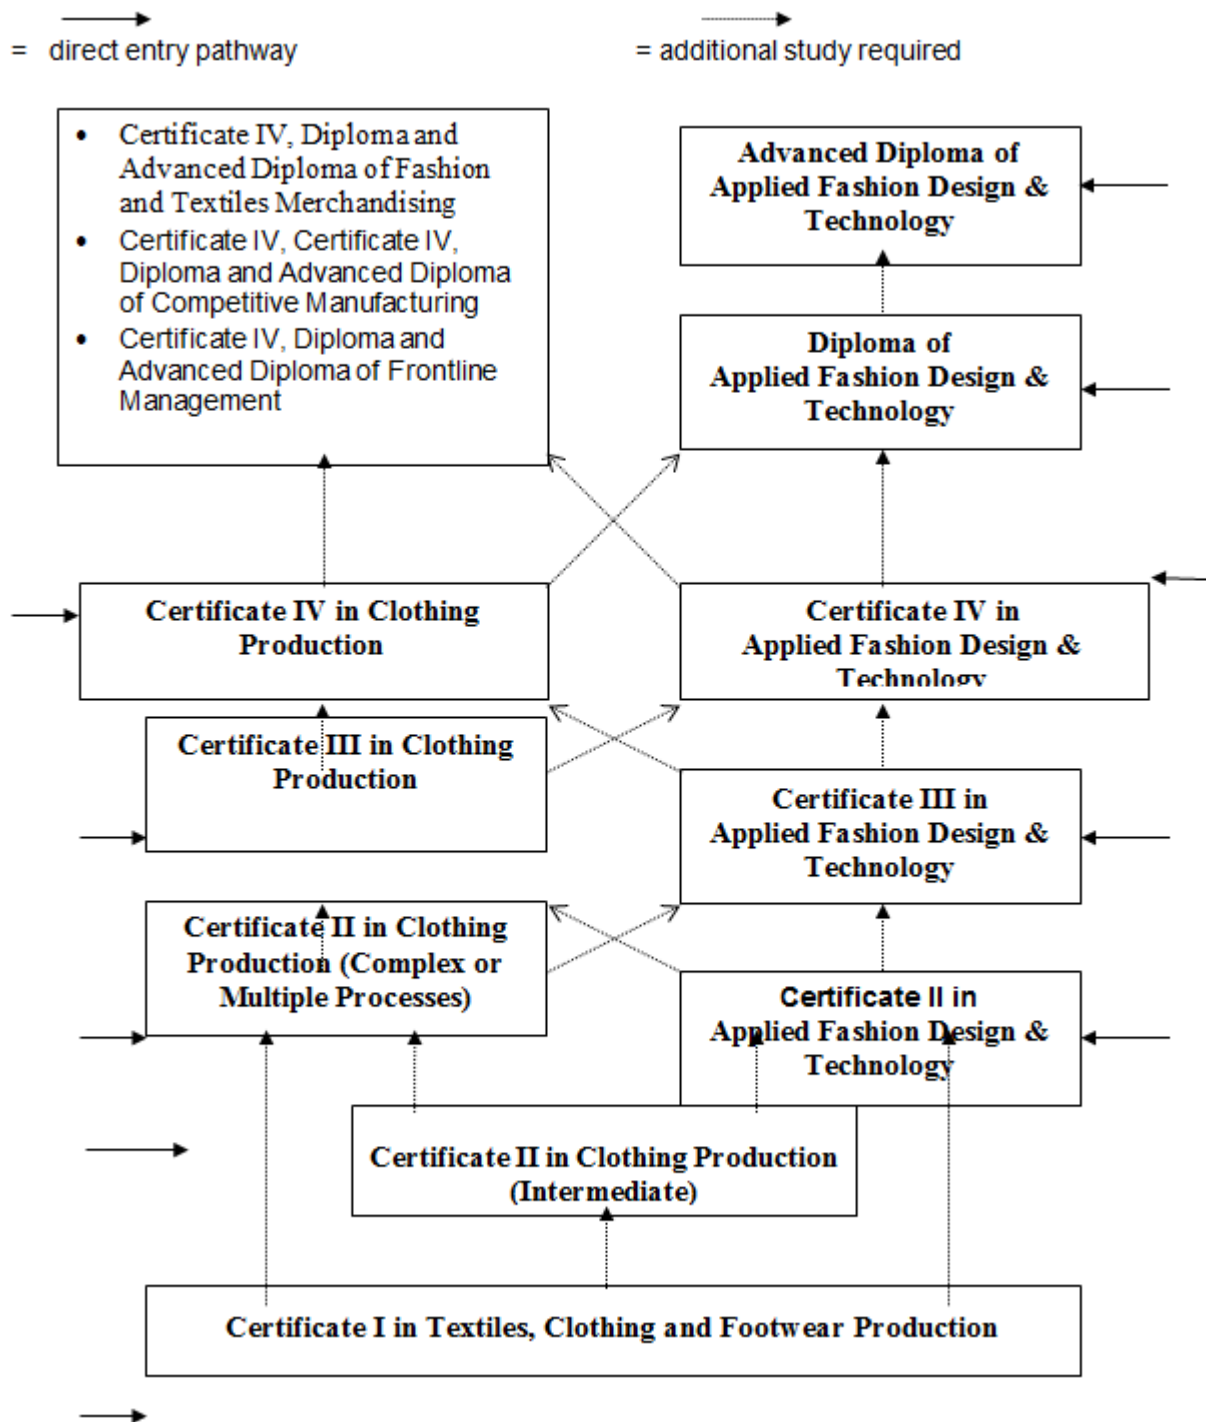 = direct entry pathway
= additional study required
• Certificate IV, Diploma and
Advanced Diploma of Fashion
and Textiles Merchandising
• Certificate IV, Certificate IV,
Diploma and Advanced Diploma
of Competitive Manufacturing
• Certificate IV, Diploma and
Advanced Diploma of Frontline
Management
Advanced Diploma of
Applied Fashion Design &
Technology
Diploma of
Applied Fashion Design &
Technology
Certificate IV in Clothing
Production
Certificate IV in
Applied Fashion Design &
Technology
Certificate III in Clothing
Production
Certificate III in
Applied Fashion Design &
Technology
Certificate II in Clothing
Production (Complex or
Multiple Processes)
Certificate II in
Applied Fashion Design &
Technology
Certificate II in Clothing Production
(Intermediate)
Certificate I in Textiles, Clothing and Footwear Production